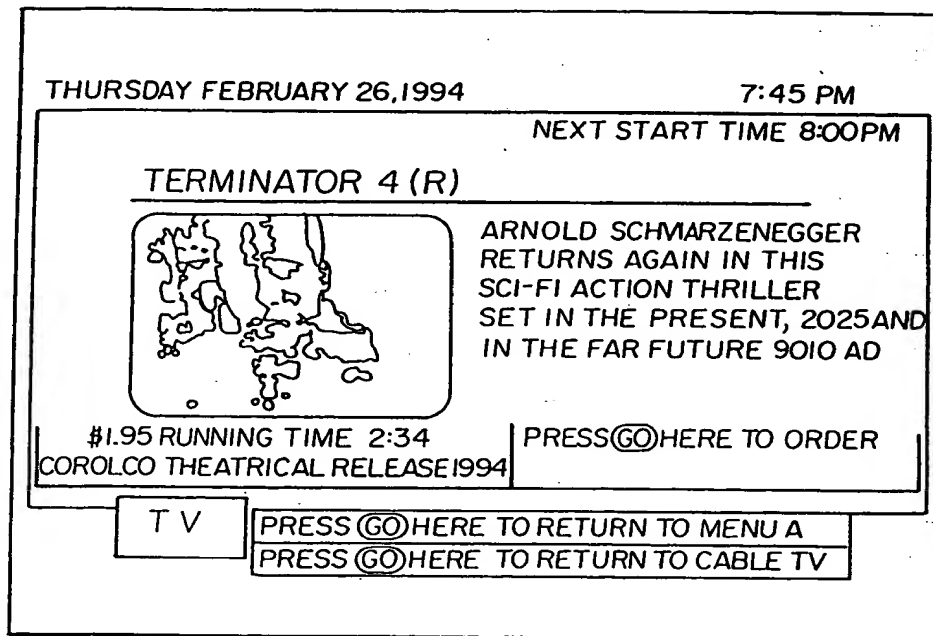 THURSDAY FEBRUARY 26,1994 7:45 PM
NEXT START TIME 8:00PM
TERMINATOR 4 (R)
ARNOLD SCHWARZENEGGER
RETURNS AGAIN IN THIS
SCI-FI ACTION THRILLER
SET IN THE PRESENT, 2025AND
IN THE FAR FUTURE 9010 AD
$1.95 RUNNING TIME 2:34
COROLCO THEATRICAL RELEASE1994
PRESS GO HERE TO ORDER
TV
PRESS GO HERE TO RETURN TO MENU A
PRESS GO HERE TO RETURN TO CABLE TV